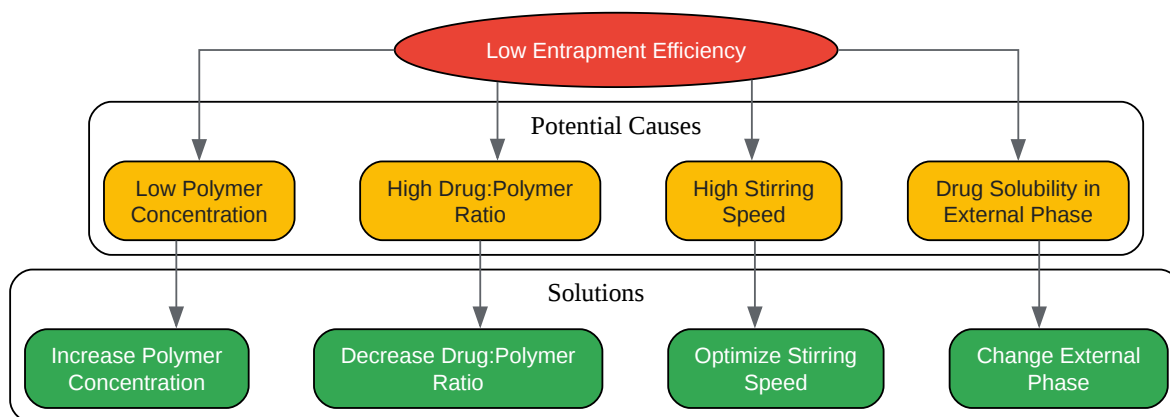 Low Entrapment Efficiency
Potential Causes
Low Polymer
Concentration
High Drug:Polymer
Ratio
High Stirring
Speed
Drug Solubility in
External Phase
Solutions
Increase Polymer
Concentration
Decrease Drug:Polymer
Ratio
Optimize Stirring
Speed
Change External
Phase